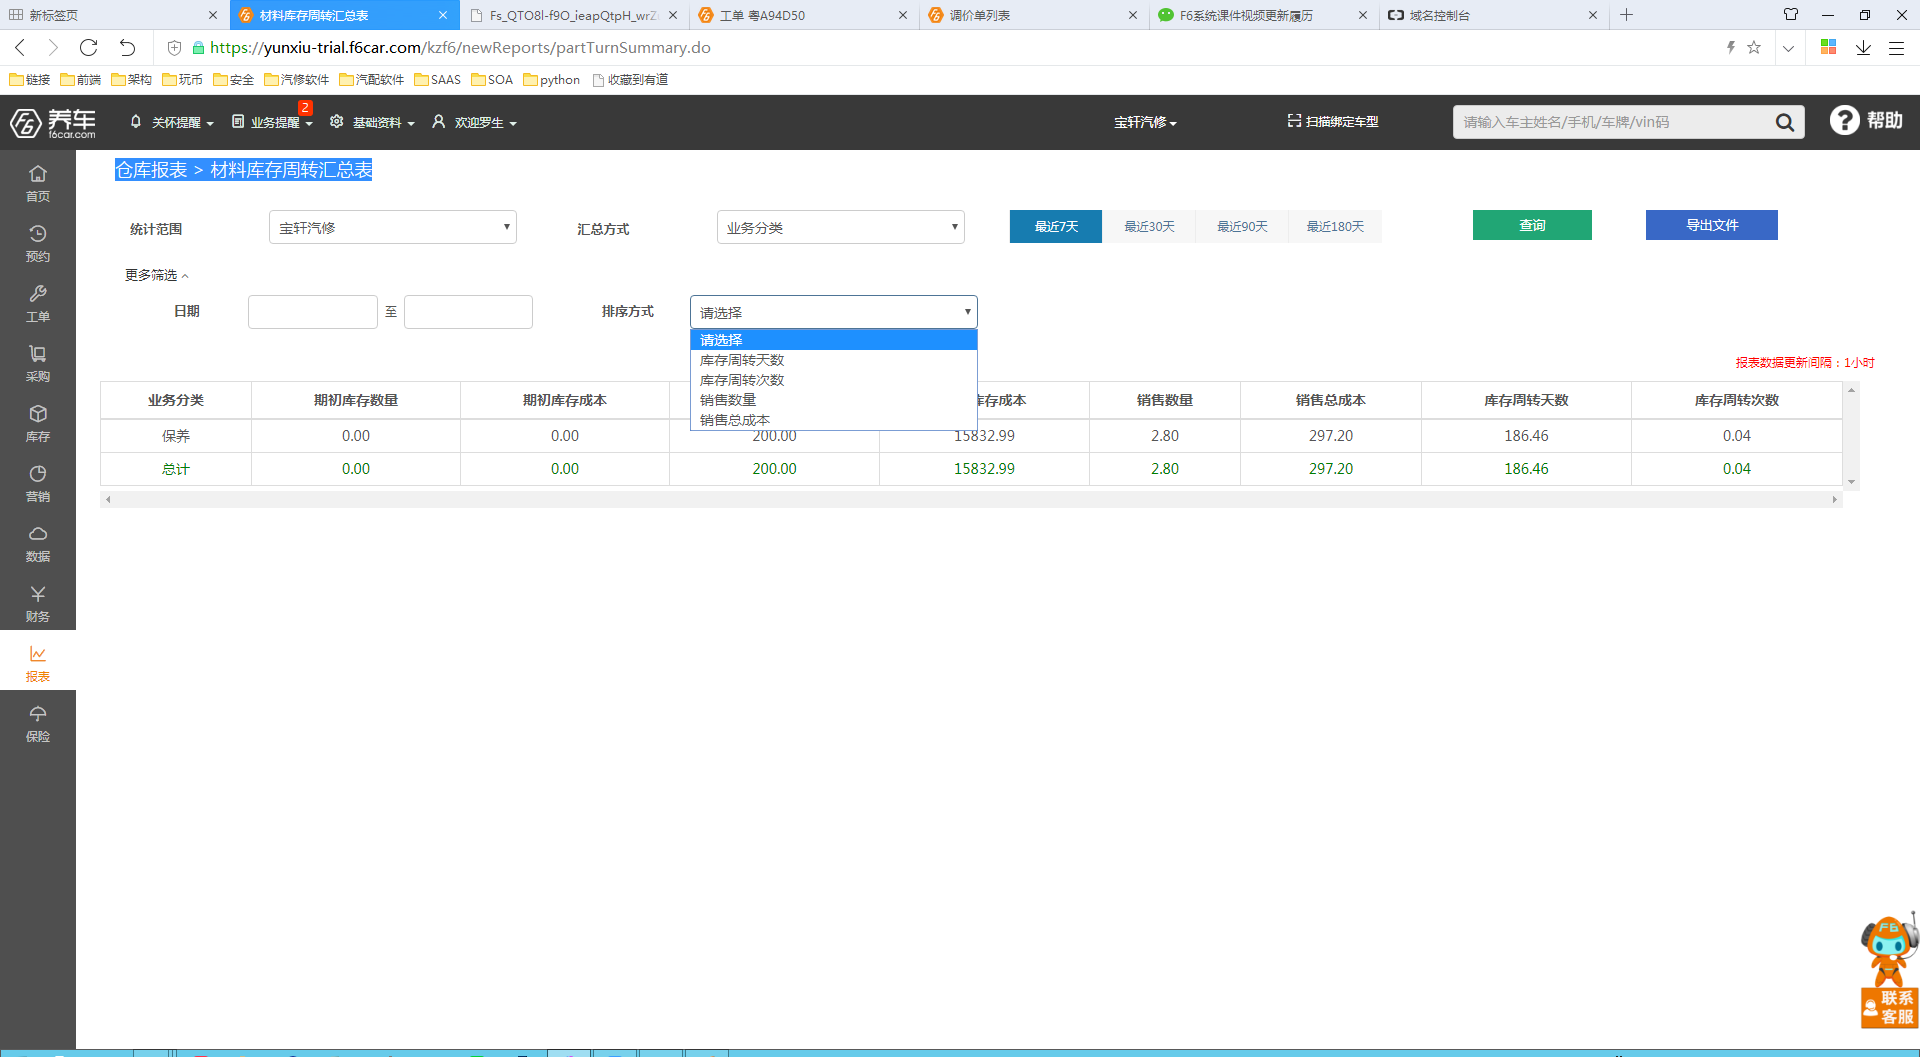 新标签页
材料库存周转汇总表
Fs_QTO8l-f9O_ieapQtpH_wrZ
工单 粤A94D50
调价单列表
F6系统课件视频更新履历
域名控制台
https://yunxiu-trial.f6car.com/kzf6/newReports/partTurnSummary.do
链接 前端 架构 玩币 安全 汽修软件 汽配软件 SAAS SOA python 收藏到有道
F6 养车 f6car.com
关怀提醒 业务提醒 2 基础资料 欢迎罗生 宝轩汽修 扫描绑定车型 请输入车主姓名/手机/车牌/vin码 ? 帮助
首页
预约
工单
采购
库存
营销
数据
财务
报表
保险
仓库报表 > 材料库存周转汇总表
统计范围 宝轩汽修 汇总方式 业务分类 最近7天 最近30天 最近90天 最近180天 查询 导出文件
更多筛选
日期 至 排序方式 请选择
请选择
库存周转天数
库存周转次数
销售数量
销售总成本
报表数据更新间隔：1小时
业务分类 期初库存数量 期初库存成本 库存成本 销售数量 销售总成本 库存周转天数 库存周转次数
保养 0.00 0.00 200.00 15832.99 2.80 297.20 186.46 0.04
总计 0.00 0.00 200.00 15832.99 2.80 297.20 186.46 0.04
F6
联系
客服